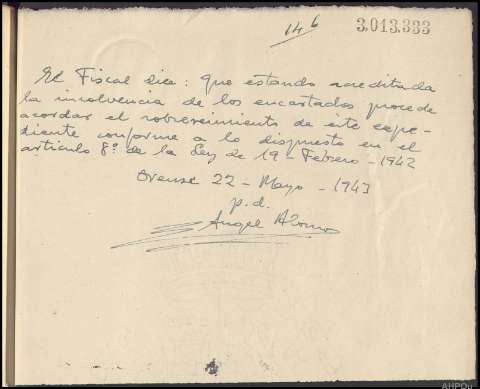 14 b
3,013,333
El Fiscal dice: Que estando acreditada
la insolvencia de los encartados procede
acordar el sobreseimiento de este expe-
diente conforme a lo dispuesto en el
artículo 8º de la Ley de 19 - Febrero - 1942
Orense 22 - Mayo - 1943
p.d.
Angel Alonso
AHPOu